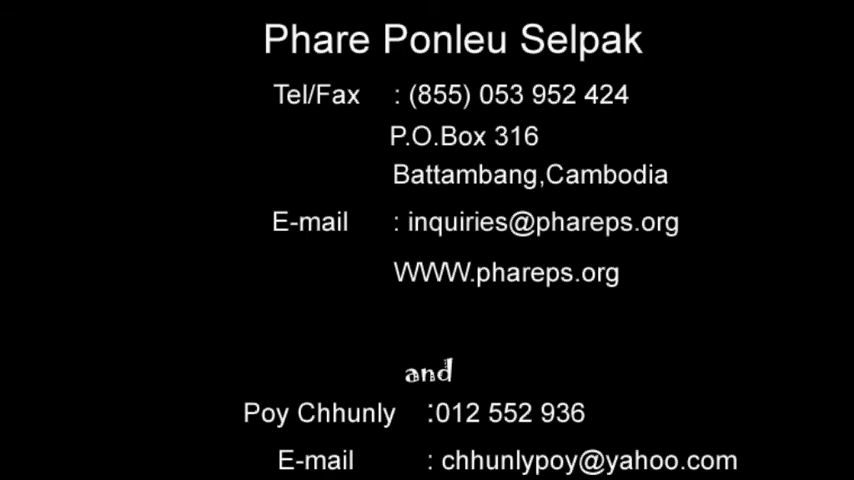 Phare Ponleu Selpak
Tel/Fax : (855) 053 952 424
P.O.Box 316
Battambang,Cambodia
E-mail : inquiries@phareps.org
WWW.phareps.org
and
Poy Chhunly :012 552 936
E-mail : chhunlypoy@yahoo.com